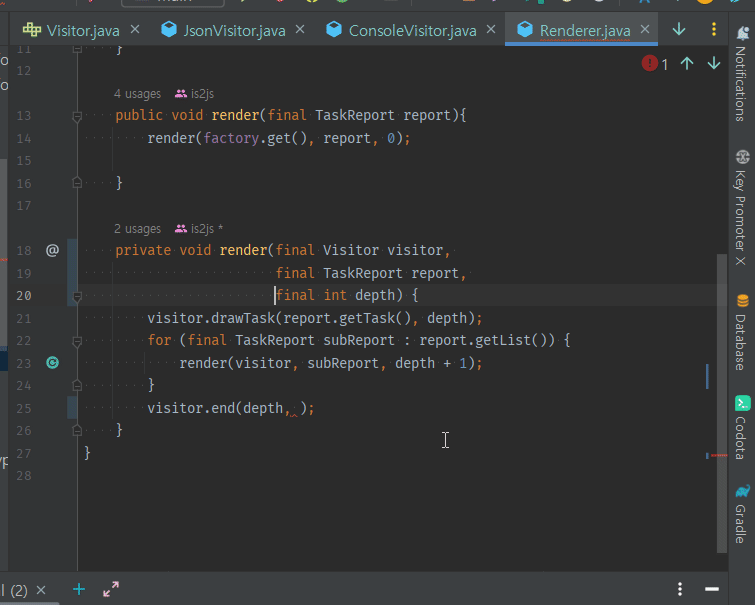 Visitor.java × JsonVisitor.java × ConsoleVisitor.java × Renderer.java ×
11 }
12
4 usages is2js
13 public void render(final TaskReport report){
14 render(factory.get(), report, 0);
15
16 }
17
2 usages is2js *
18 @ private void render(final Visitor visitor,
19 final TaskReport report,
20 final int depth) {
21 visitor.drawTask(report.getTask(), depth);
22 for (final TaskReport subReport : report.getList()) {
23 render(visitor, subReport, depth + 1);
24 }
25 visitor.end(depth, );
26 }
27 }
28
1
Notifications
Key Promoter X
Database
Codota
Gradle
(2) ×